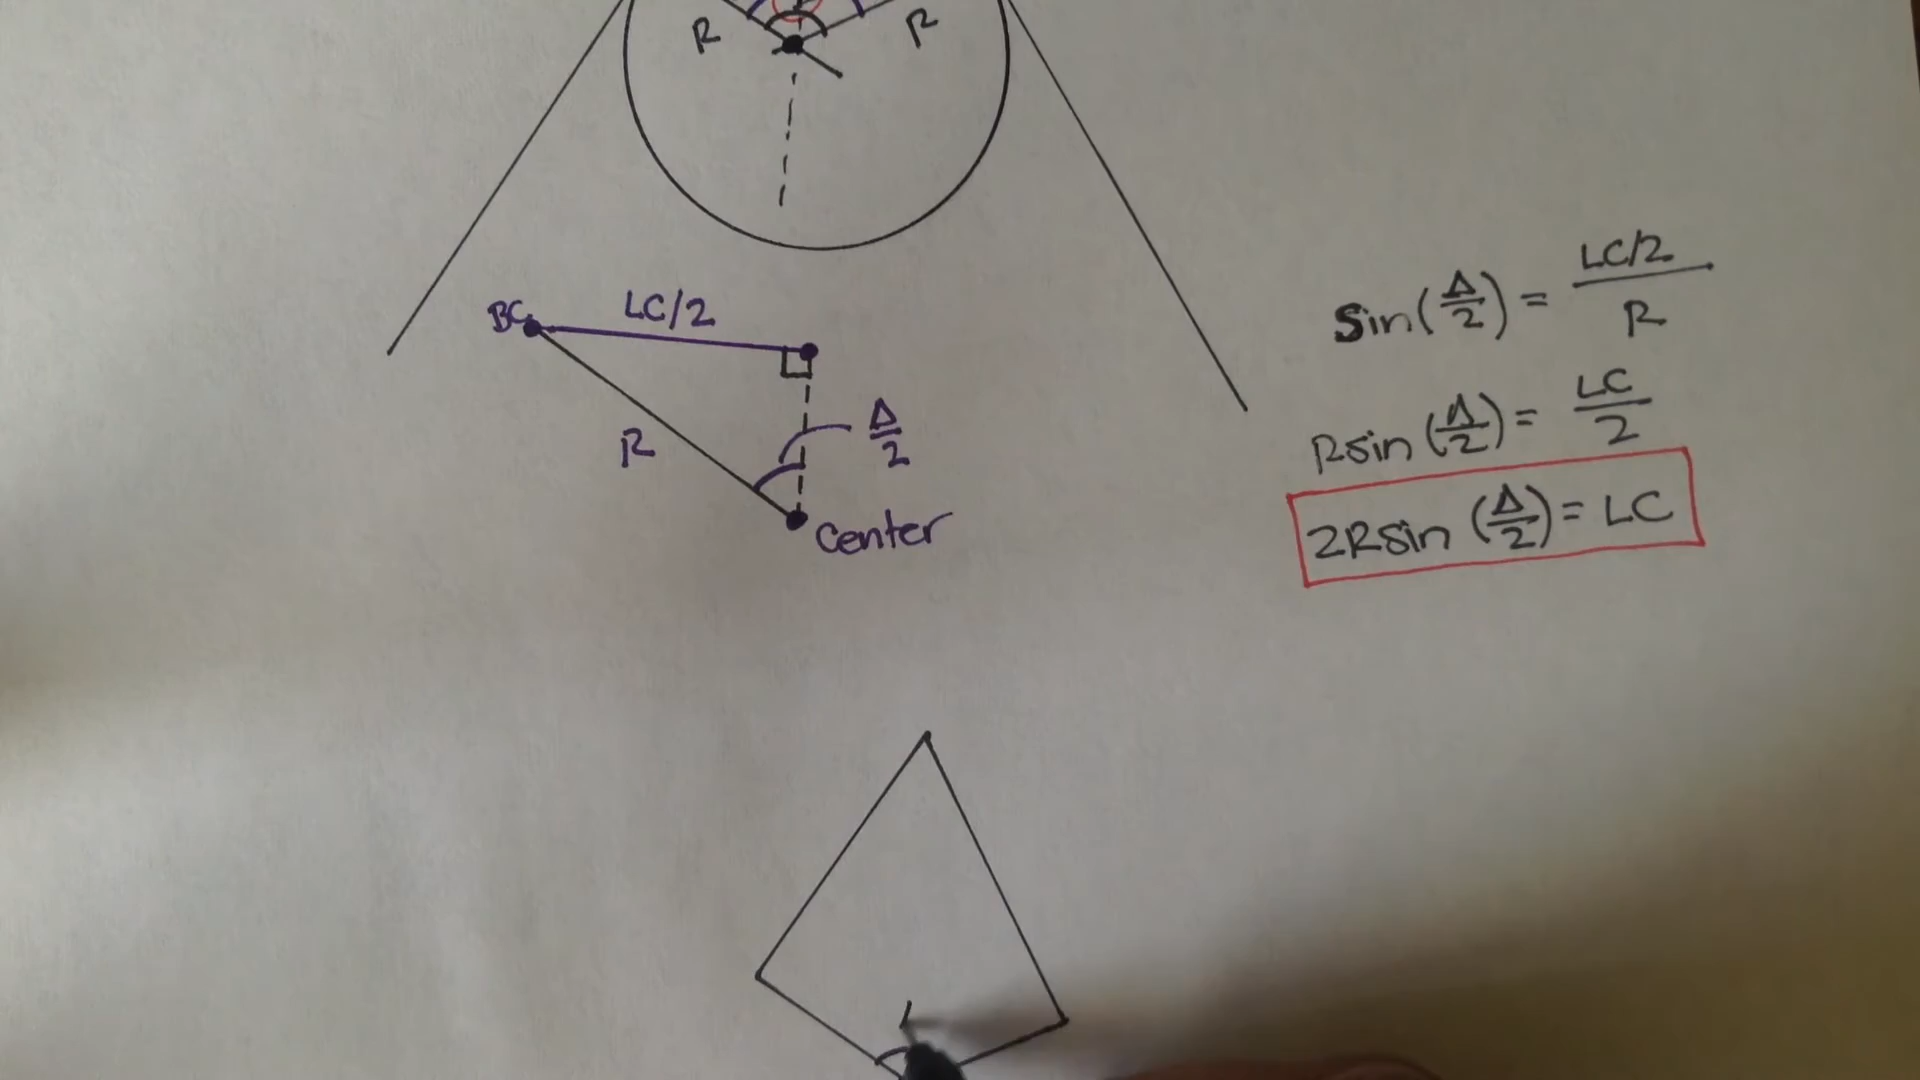 R
R
BC
LC/2
R
Δ/2
Center
Sin(Δ/2) = LC/2 / R
Rsin(Δ/2) = LC/2
2Rsin(Δ/2) = LC